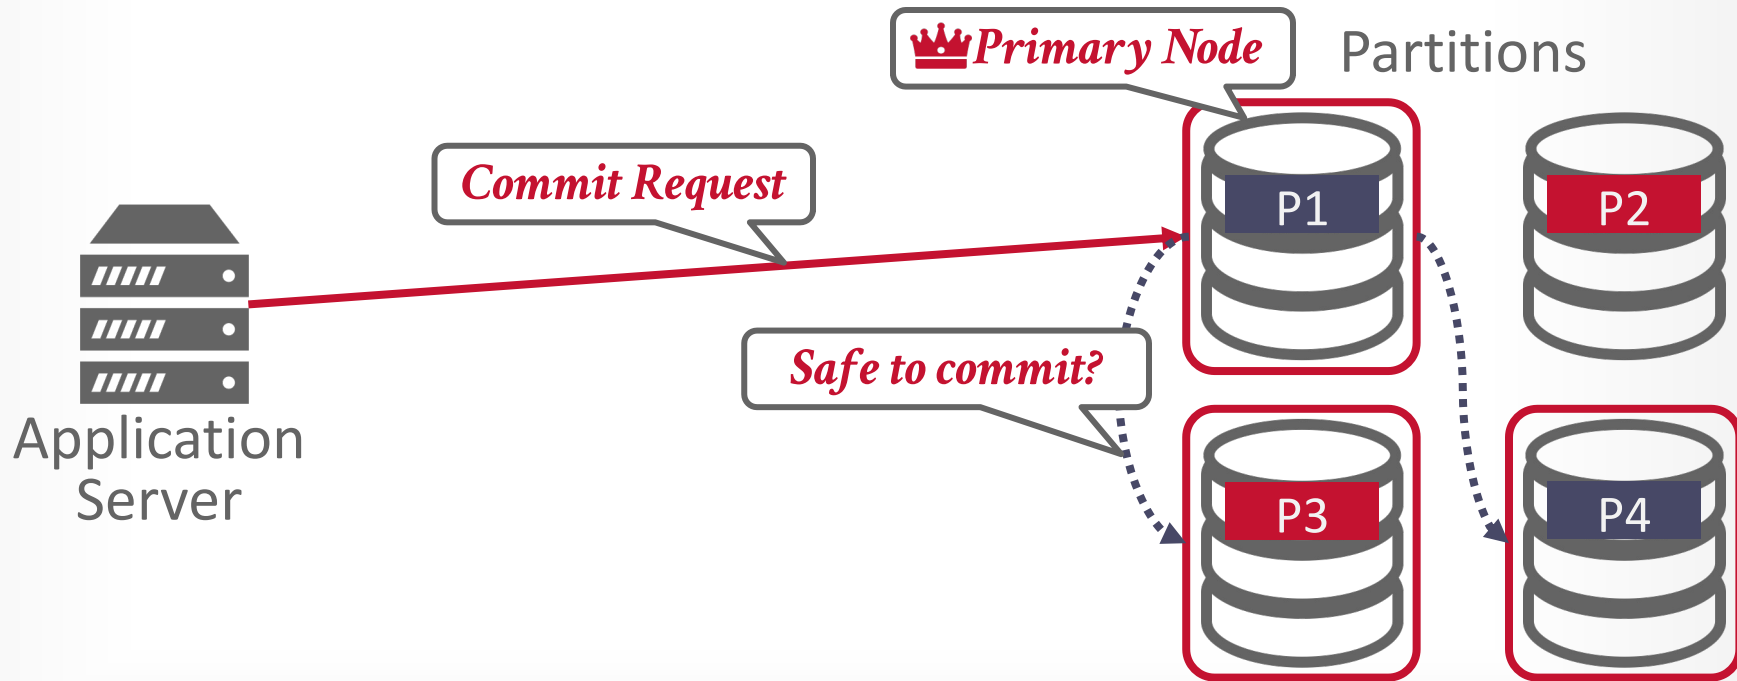 Primary Node
Partitions
Commit Request
P1
P2
Safe to commit?
Application
Server
P3
P4